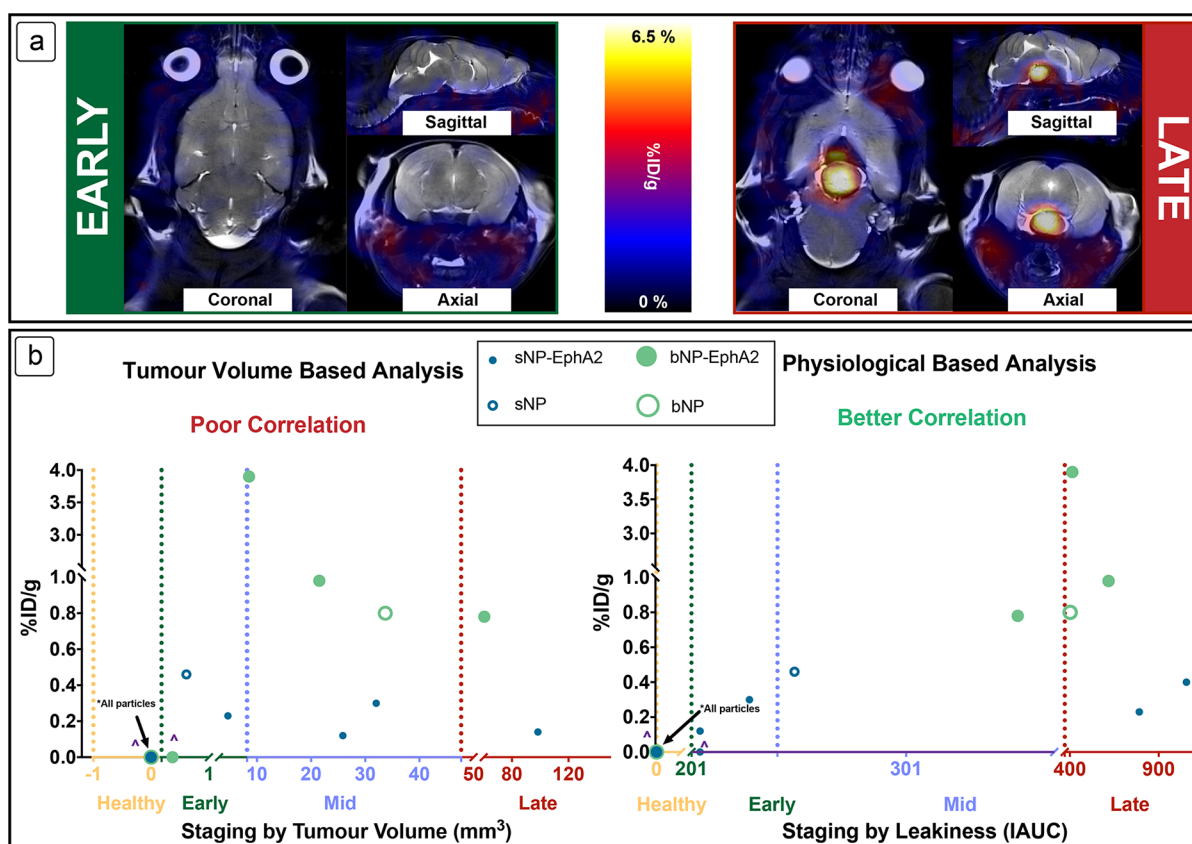 a
EARLY
Coronal
Sagittal
Axial
6.5 %
%ID/g
0 %
Coronal
Sagittal
Axial
LATE
b
Tumour Volume Based Analysis
Poor Correlation
sNP-EphA2
bNP-EphA2
sNP
bNP
Physiological Based Analysis
Better Correlation
%ID/g
4.0
3.5
3.0
1.0
0.8
0.6
0.4
0.2
0.0
*All particles
^
^
-1
0
1
10
20
30
40
50
80
120
Healthy
Early
Mid
Late
Staging by Tumour Volume (mm³)
%ID/g
4.0
3.5
3.0
1.0
0.8
0.6
0.4
0.2
0.0
*All particles
^
^
0
201
301
400
900
Healthy
Early
Mid
Late
Staging by Leakiness (IAUC)